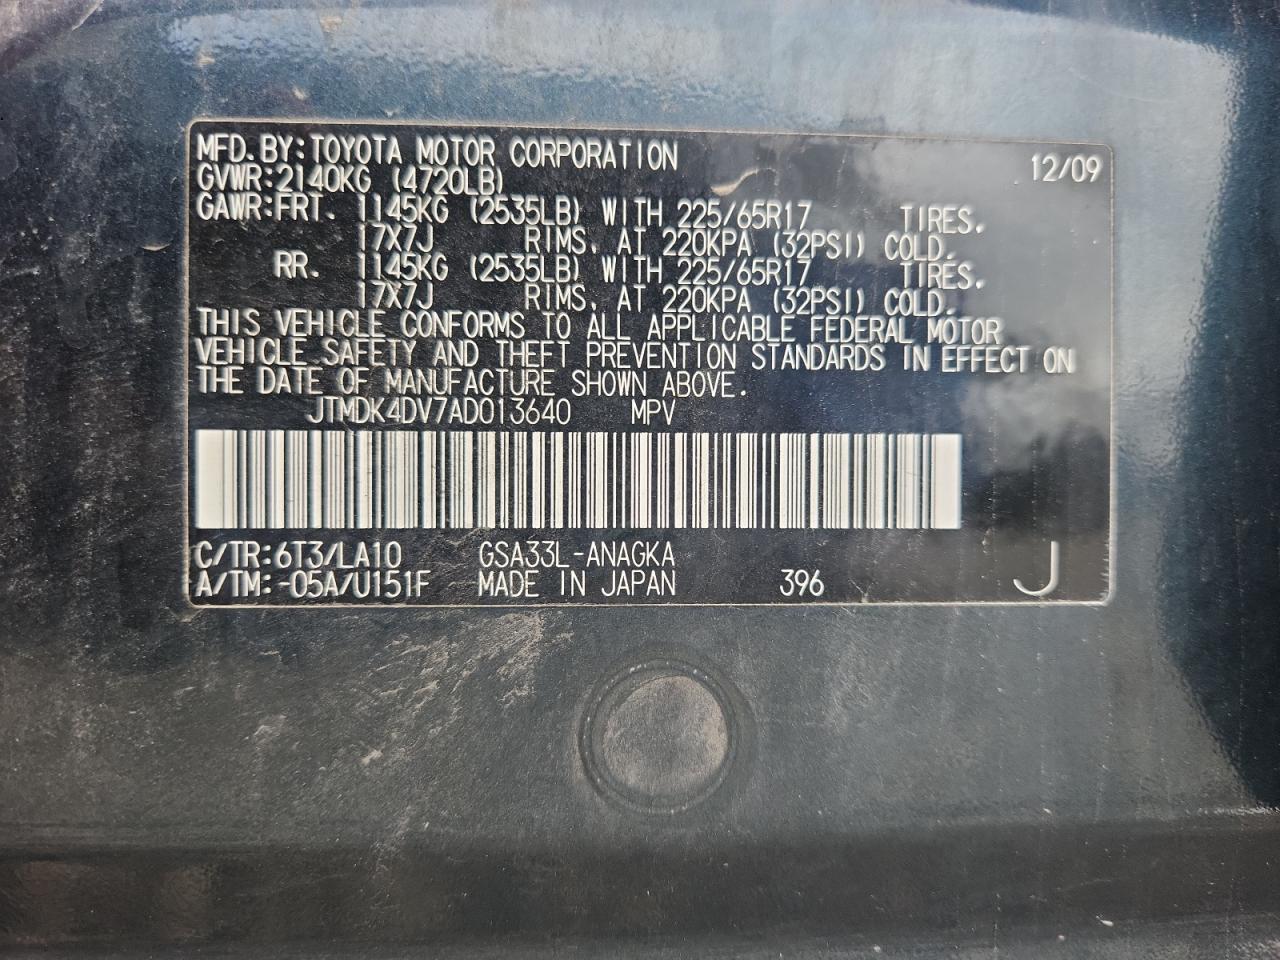 MFD. BY: TOYOTA MOTOR CORPORATION 12/09
GVWR: 2140KG (4720LB)
GAWR: FRT. 1145KG (2535LB) WITH 225/65R17 TIRES.
17X7J RIMS, AT 220KPA (32PSI) COLD.
RR. 1145KG (2535LB) WITH 225/65R17 TIRES.
17X7J RIMS, AT 220KPA (32PSI) COLD.
THIS VEHICLE CONFORMS TO ALL APPLICABLE FEDERAL MOTOR
VEHICLE SAFETY AND THEFT PREVENTION STANDARDS IN EFFECT ON
THE DATE OF MANUFACTURE SHOWN ABOVE.
JTMDK4DV7AD013640 MPV
C/TR: 6T3/LA10 GSA33L-ANAGKA
A/TM: -05A/U151F MADE IN JAPAN 396 J